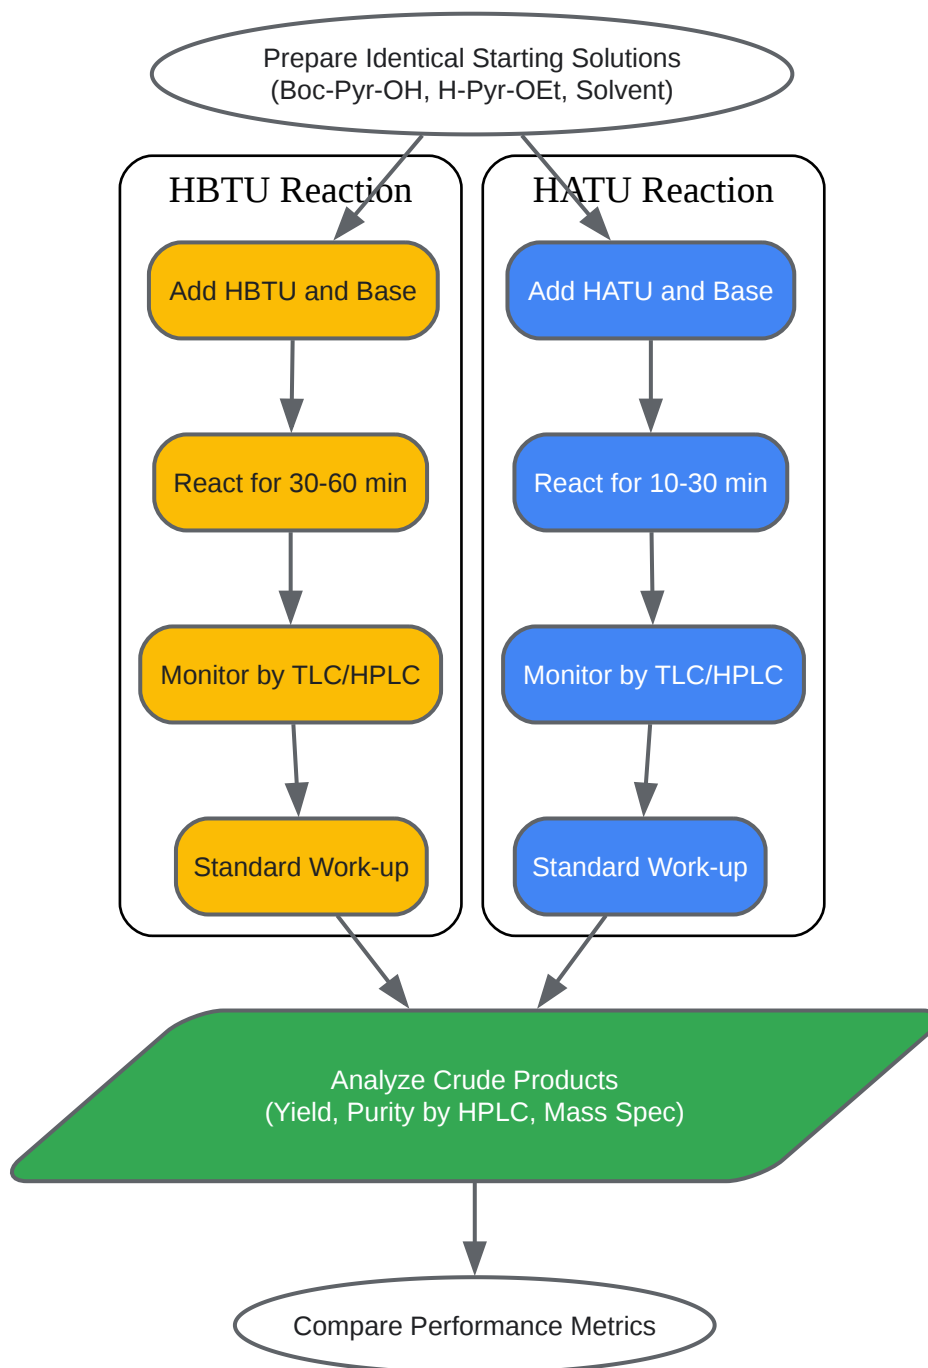 Prepare Identical Starting Solutions
(Boc-Pyr-OH, H-Pyr-OEt, Solvent)
HBTU Reaction
Add HBTU and Base
React for 30-60 min
Monitor by TLC/HPLC
Standard Work-up
HATU Reaction
Add HATU and Base
React for 10-30 min
Monitor by TLC/HPLC
Standard Work-up
Analyze Crude Products
(Yield, Purity by HPLC, Mass Spec)
Compare Performance Metrics